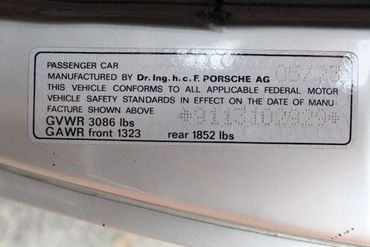 PASSENGER CAR
MANUFACTURED BY Dr. Ing. h. c. F. PORSCHE AG
THIS VEHICLE CONFORMS TO ALL APPLICABLE FEDERAL MOTOR
VEHICLE SAFETY STANDARDS IN EFFECT ON THE DATE OF MANU-
FACTURE SHOWN ABOVE
GVWR 3086 lbs
GAWR front 1323 rear 1852 lbs